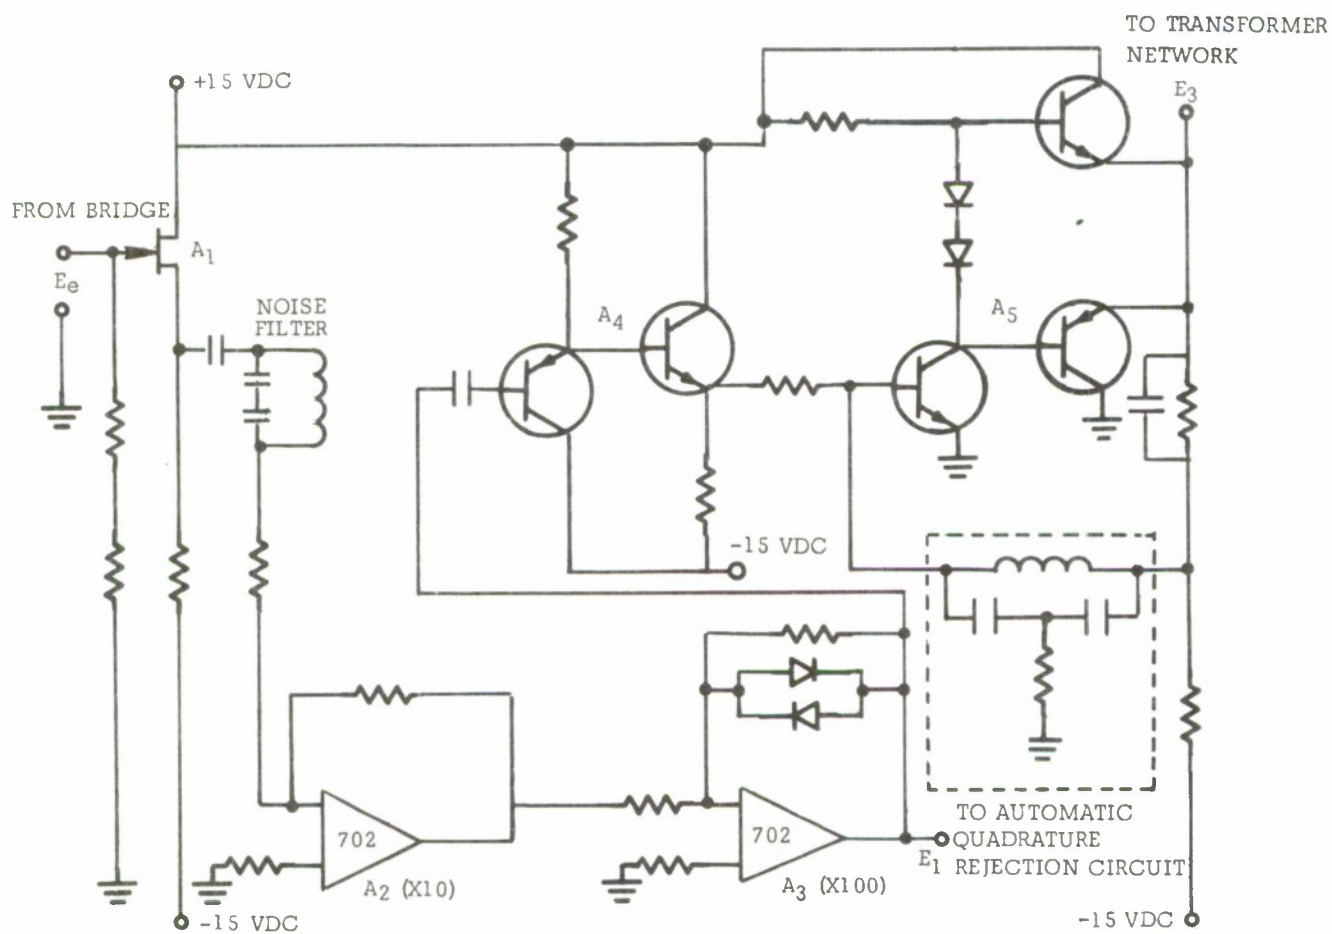 TO TRANSFORMER
NETWORK
E3
+15 VDC
FROM BRIDGE
A1
Ee
NOISE
FILTER
A4
A5
-15 VDC
702
A2 (X10)
702
A3 (X100)
TO AUTOMATIC
QUADRATURE
E1 REJECTION CIRCUIT
-15 VDC
-15 VDC